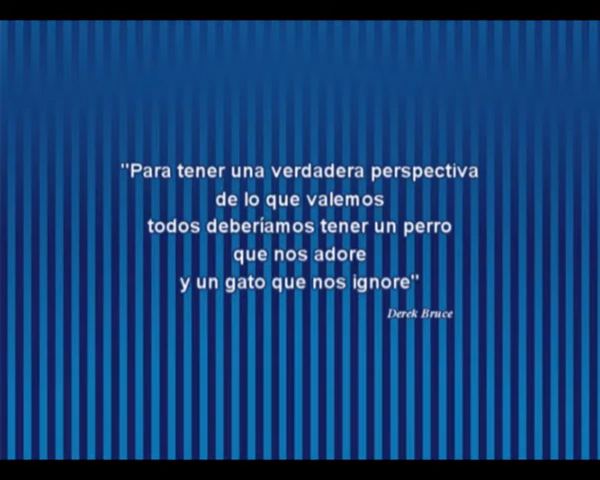 "Para tener una verdadera perspectiva
de lo que valemos
todos deberíamos tener un perro
que nos adore
y un gato que nos ignore"
Derek Bruce